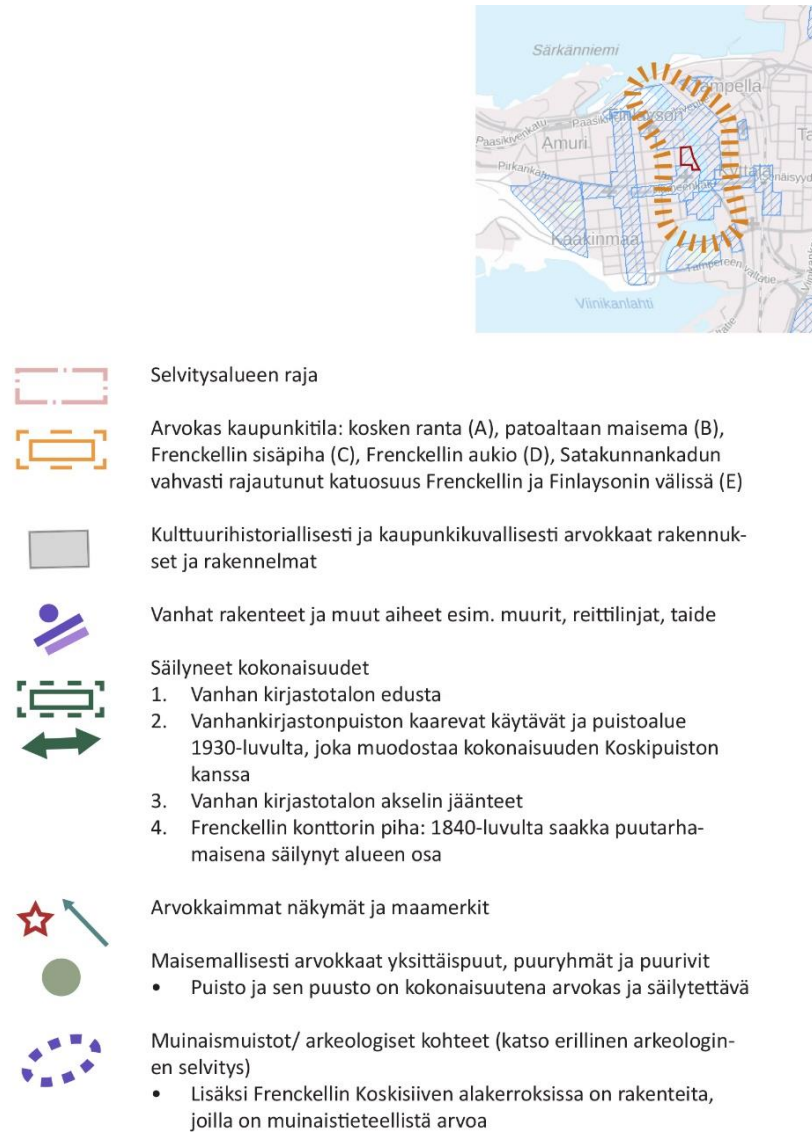 Särkänniemi
Tampella
Finlayson
Paasikivenkatu
Paasikivenkatu
Amuri
Pirkankatu
Kyttälä
Hämeenkatu
Kaakinmaa
Tampereen valtatie
Viinikanlahti
Selvitysalueen raja
Arvokas kaupunkitila: kosken ranta (A), patoaltaan maisema (B),
Frenckellin sisäpiha (C), Frenckellin aukio (D), Satakunnankadun
vahvasti rajautunut katuosuus Frenckellin ja Finlaysonin välissä (E)
Kulttuurihistoriallisesti ja kaupunkikuvallisesti arvokkaat rakennuk-
set ja rakennelmat
Vanhat rakenteet ja muut aiheet esim. muurit, reittilinjat, taide
Säilyneet kokonaisuudet
1. Vanhan kirjastotalon edusta
2. Vanhankirjastonpuiston kaarevat käytävät ja puistoalue
1930-luvulta, joka muodostaa kokonaisuuden Koskipuiston
kanssa
3. Vanhan kirjastotalon akselin jäänteet
4. Frenckellin konttorin piha: 1840-luvulta saakka puutarha-
maisena säilynyt alueen osa
Arvokkaimmat näkymät ja maamerkit
Maisemallisesti arvokkaat yksittäispuut, puuryhmät ja puurivit
• Puisto ja sen puusto on kokonaisuutena arvokas ja säilytettävä
Muinaismuistot/ arkeologiset kohteet (katso erillinen arkeologin-
en selvitys)
• Lisäksi Frenckellin Koskisiiven alakerroksissa on rakenteita,
joilla on muinaistieteellistä arvoa